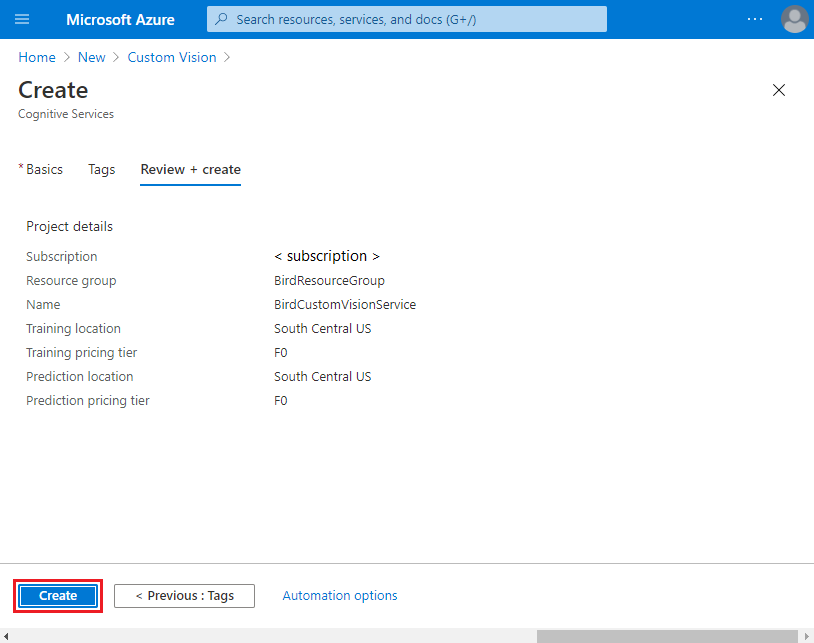 Microsoft Azure Search resources, services, and docs (G+/) ...
Home > New > Custom Vision >
Create
Cognitive Services
* Basics Tags Review + create
Project details
Subscription < subscription >
Resource group BirdResourceGroup
Name BirdCustomVisionService
Training location South Central US
Training pricing tier F0
Prediction location South Central US
Prediction pricing tier F0
Create < Previous : Tags Automation options